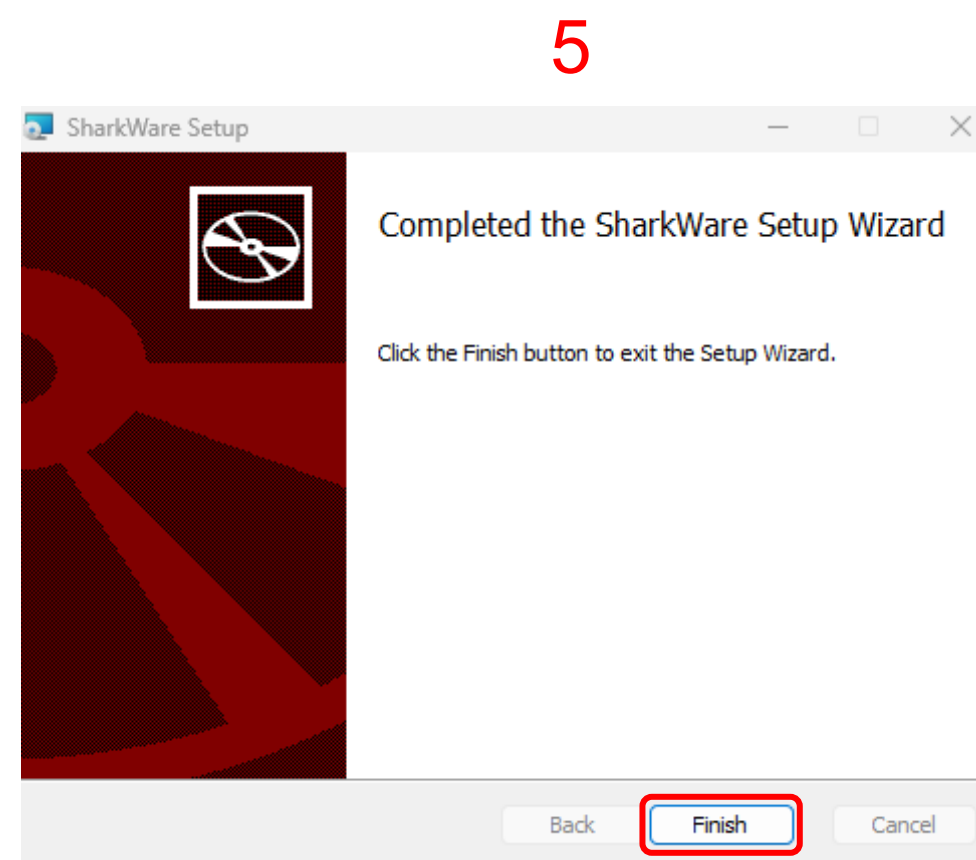 5
SharkWare Setup
Completed the SharkWare Setup Wizard
Click the Finish button to exit the Setup Wizard.
Back Finish Cancel